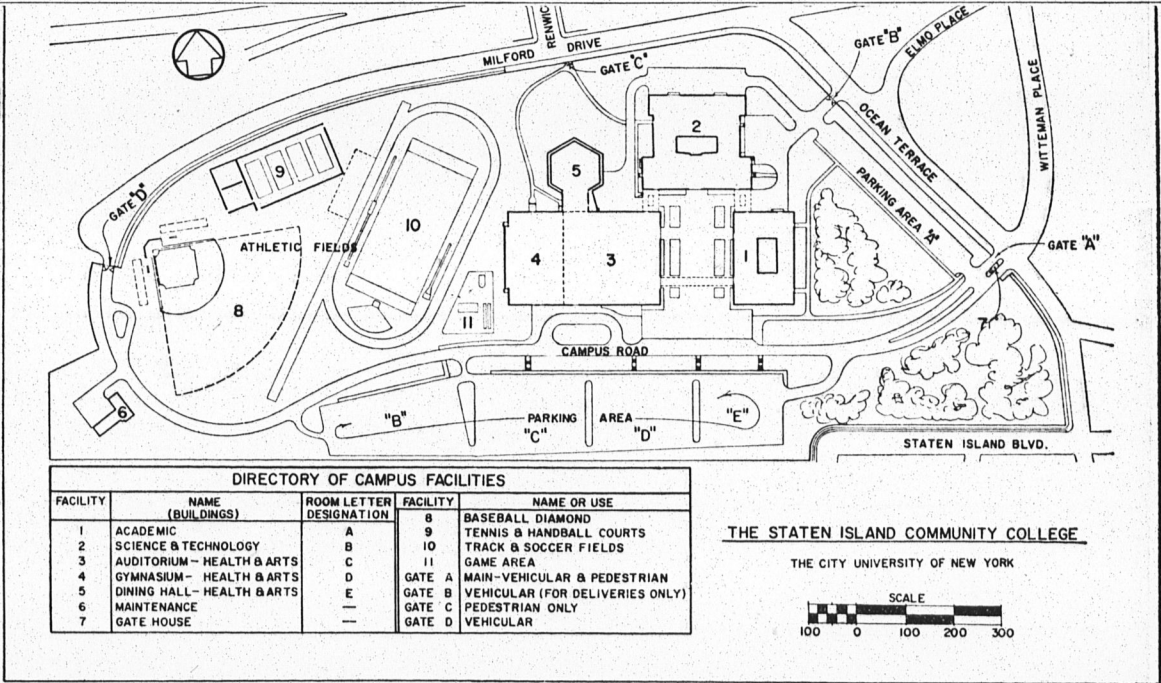 RENWIC
MILFORD DRIVE
GATE "C"
GATE "B"
ELMO PLACE
WITTEMAN PLACE
OCEAN TERRACE
PARKING AREA "A"
GATE "A"
GATE "D"
ATHLETIC FIELDS
9
10
8
11
5
2
4
3
1
7
6
CAMPUS ROAD
"B"
PARKING AREA
"C"
"D"
"E"
STATEN ISLAND BLVD.
DIRECTORY OF CAMPUS FACILITIES
FACILITY NAME (BUILDINGS) ROOM LETTER DESIGNATION FACILITY NAME OR USE
1 ACADEMIC A
2 SCIENCE & TECHNOLOGY B
3 AUDITORIUM - HEALTH & ARTS C
4 GYMNASIUM - HEALTH & ARTS D
5 DINING HALL - HEALTH & ARTS E
6 MAINTENANCE —
7 GATE HOUSE —
8 BASEBALL DIAMOND
9 TENNIS & HANDBALL COURTS
10 TRACK & SOCCER FIELDS
11 GAME AREA
GATE A MAIN-VEHICULAR & PEDESTRIAN
GATE B VEHICULAR (FOR DELIVERIES ONLY)
GATE C PEDESTRIAN ONLY
GATE D VEHICULAR
THE STATEN ISLAND COMMUNITY COLLEGE
THE CITY UNIVERSITY OF NEW YORK
SCALE
100 0 100 200 300